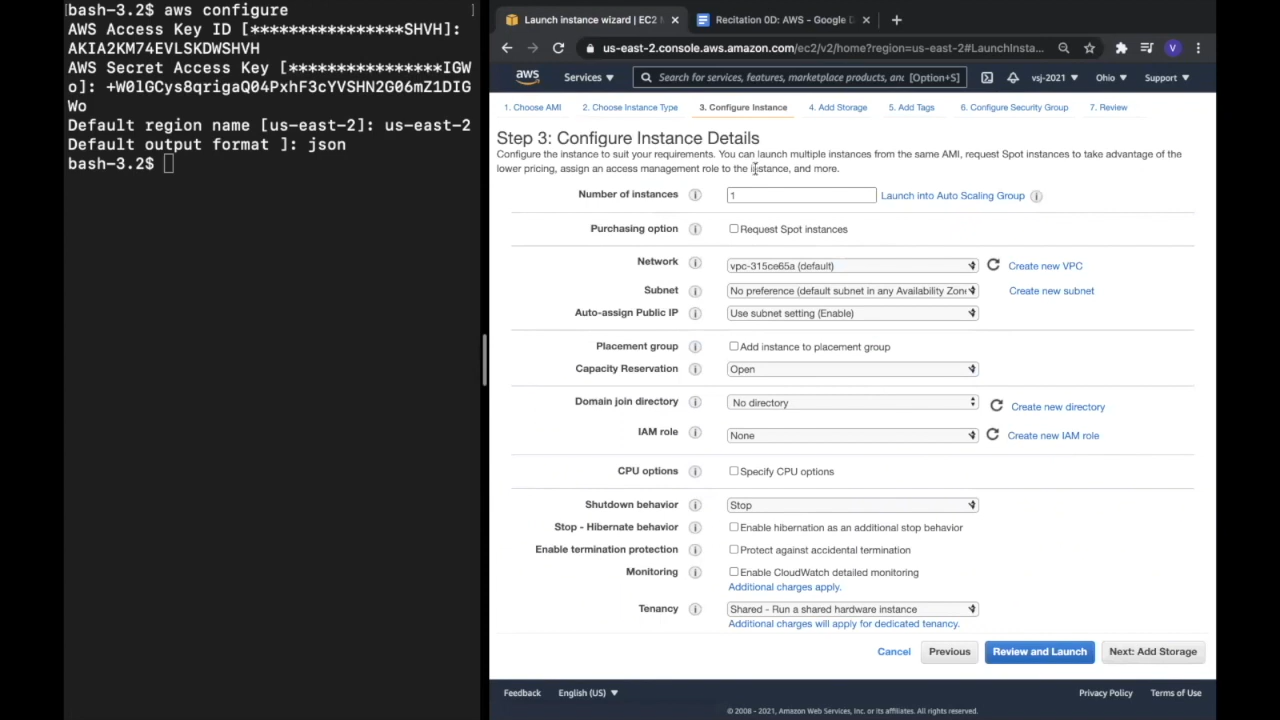 bash-3.2$ aws configure
AWS Access Key ID [****************SHVH]:
[access key ID redacted]
AWS Secret Access Key [****************IGW
o]: [secret access key redacted]
Default region name [us-east-2]: us-east-2
Default output format ]: json
bash-3.2$
Launch instance wizard | EC2 M
Recitation 0D: AWS - Google D
us-east-2.console.aws.amazon.com/ec2/v2/home?region=us-east-2#LaunchInsta...
V
aws
Services
Search for services, features, marketplace products, and [Option+S]
vsj-2021
Ohio
Support
1. Choose AMI
2. Choose Instance Type
3. Configure Instance
4. Add Storage
5. Add Tags
6. Configure Security Group
7. Review
Step 3: Configure Instance Details
Configure the instance to suit your requirements. You can launch multiple instances from the same AMI, request Spot instances to take advantage of the
lower pricing, assign an access management role to the instance, and more.
Number of instances i 1 Launch into Auto Scaling Group i
Purchasing option i Request Spot instances
Network i vpc-315ce65a (default) Create new VPC
Subnet i No preference (default subnet in any Availability Zon Create new subnet
Auto-assign Public IP i Use subnet setting (Enable)
Placement group i Add instance to placement group
Capacity Reservation i Open
Domain join directory i No directory Create new directory
IAM role i None Create new IAM role
CPU options i Specify CPU options
Shutdown behavior i Stop
Stop - Hibernate behavior i Enable hibernation as an additional stop behavior
Enable termination protection i Protect against accidental termination
Monitoring i Enable CloudWatch detailed monitoring
Additional charges apply.
Tenancy i Shared - Run a shared hardware instance
Additional charges will apply for dedicated tenancy.
Cancel Previous Review and Launch Next: Add Storage
Feedback English (US) Privacy Policy Terms of Use
© 2008 - 2021, Amazon Web Services, Inc. or its affiliates. All rights reserved.